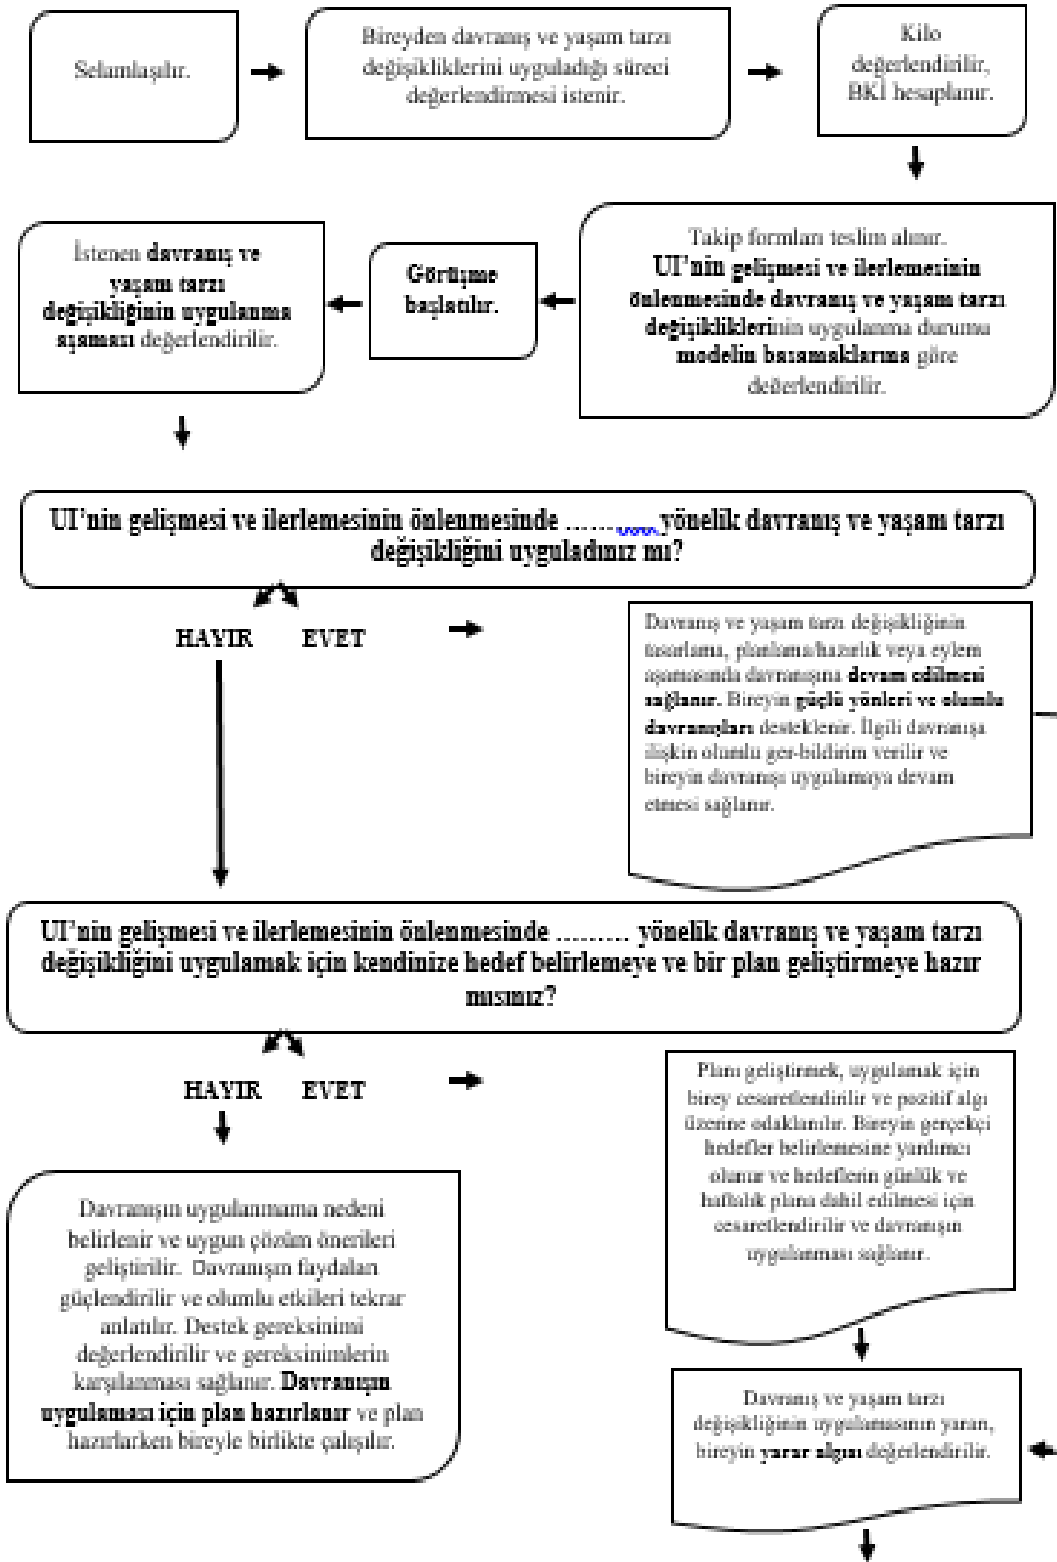 Selamlaşılır.
Bireyden davranış ve yaşam tarzı
değişikliklerini uyguladığı süreci
değerlendirmesi istenir.
Kilo
değerlendirilir,
BKİ hesaplanır.
Takip formları teslim alınır.
UI’nin gelişmesi ve ilerlemesinin
önlenmesinde davranış ve yaşam tarzı
değişikliklerinin uygulanma durumu
modelin basamaklarına göre
değerlendirilir.
Görüşme
başlatılır.
İstenen davranış ve
yaşam tarzı
değişikliğinin uygulanma
aşaması değerlendirilir.
UI’nin gelişmesi ve ilerlemesinin önlenmesinde ......... yönelik davranış ve yaşam tarzı
değişikliğini uyguladınız mı?
HAYIR EVET
Davranış ve yaşam tarzı değişikliğinin
tasarlama, planlama/hazırlık veya eylem
aşamasında davranışına devam edilmesi
sağlanır. Bireyin güçlü yönleri ve olumlu
davranışları desteklenir. İlgili davranışa
ilişkin olumlu ger-bildirim verilir ve
bireyin davranışı uygulamaya devam
etmesi sağlanır.
UI’nin gelişmesi ve ilerlemesinin önlenmesinde ......... yönelik davranış ve yaşam tarzı
değişikliğini uygulamak için kendinize hedef belirlemeye ve bir plan geliştirmeye hazır
mısınız?
HAYIR EVET
Planı geliştirmek, uygulamak için
birey cesaretlendirilir ve pozitif algı
üzerine odaklanılır. Bireyin gerçekçi
hedefler belirlemesine yardımcı
olunur ve hedeflerin günlük ve
haftalık plana dahil edilmesi için
cesaretlendirilir ve davranışın
uygulanması sağlanır.
Davranışın uygulanmama nedeni
belirlenir ve uygun çözüm önerileri
geliştirilir. Davranışın faydaları
güçlendirilir ve olumlu etkileri tekrar
anlatılır. Destek gereksinimi
değerlendirilir ve gereksinimlerin
karşılanması sağlanır. Davranışın
uygulaması için plan hazırlanır ve plan
hazırlarken bireyle birlikte çalışılır.
Davranış ve yaşam tarzı
değişikliğinin uygulamasının yararı,
bireyin yarar algısı değerlendirilir.